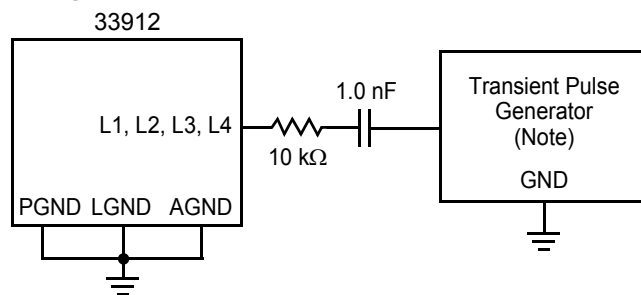 33912
L1, L2, L3, L4
10 kΩ
1.0 nF
Transient Pulse
Generator
(Note)
GND
PGND LGND AGND